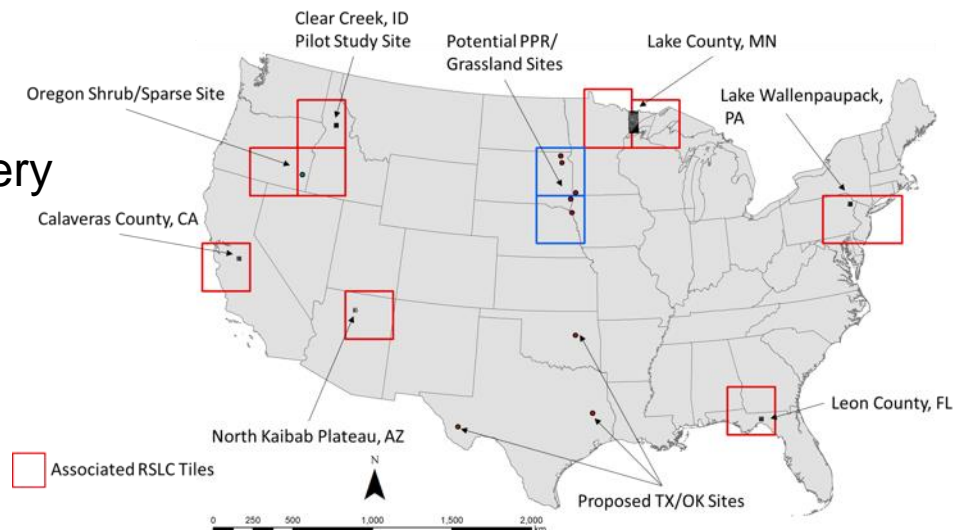 Clear Creek, ID
Pilot Study Site
Potential PPR/
Grassland Sites
Lake County, MN
Oregon Shrub/Sparse Site
Lake Wallenpaupack,
PA
ery
Calaveras County, CA
Leon County, FL
North Kaibab Plateau, AZ
Associated RSLC Tiles
N
Proposed TX/OK Sites
0 250 500 1,000 1,500 2,000
km